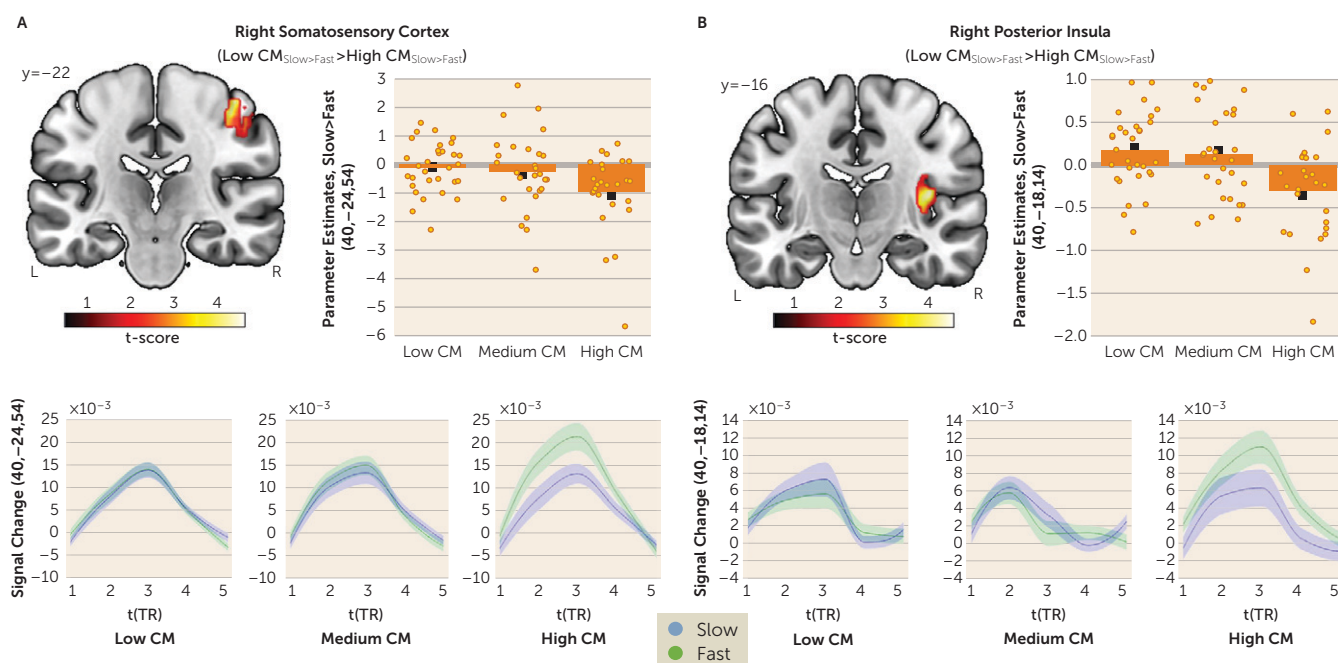 A
Right Somatosensory Cortex
(Low CMSlow>Fast>High CMSlow>Fast)
y=−22
L
R
1 2 3 4
t-score
Parameter Estimates, Slow>Fast
(40,−24,54)
3
2
1
0
−1
−2
−3
−4
−5
−6
Low CM Medium CM High CM
B
Right Posterior Insula
(Low CMSlow>Fast>High CMSlow>Fast)
y=−16
L
R
1 2 3 4
t-score
Parameter Estimates, Slow>Fast
(40,−18,14)
1.0
0.5
0.0
−0.5
−1.0
−1.5
−2.0
Low CM Medium CM High CM
Signal Change (40,−24,54)
×10−3
25
20
15
10
5
0
−5
−10
1 2 3 4 5
t(TR)
Low CM
×10−3
25
20
15
10
5
0
−5
−10
1 2 3 4 5
t(TR)
Medium CM
×10−3
25
20
15
10
5
0
−5
−10
1 2 3 4 5
t(TR)
High CM
Signal Change (40,−18,14)
×10−3
14
12
10
8
6
4
2
0
−2
−4
1 2 3 4 5
t(TR)
Low CM
×10−3
14
12
10
8
6
4
2
0
−2
−4
1 2 3 4 5
t(TR)
Medium CM
×10−3
14
12
10
8
6
4
2
0
−2
−4
1 2 3 4 5
t(TR)
High CM
Slow
Fast